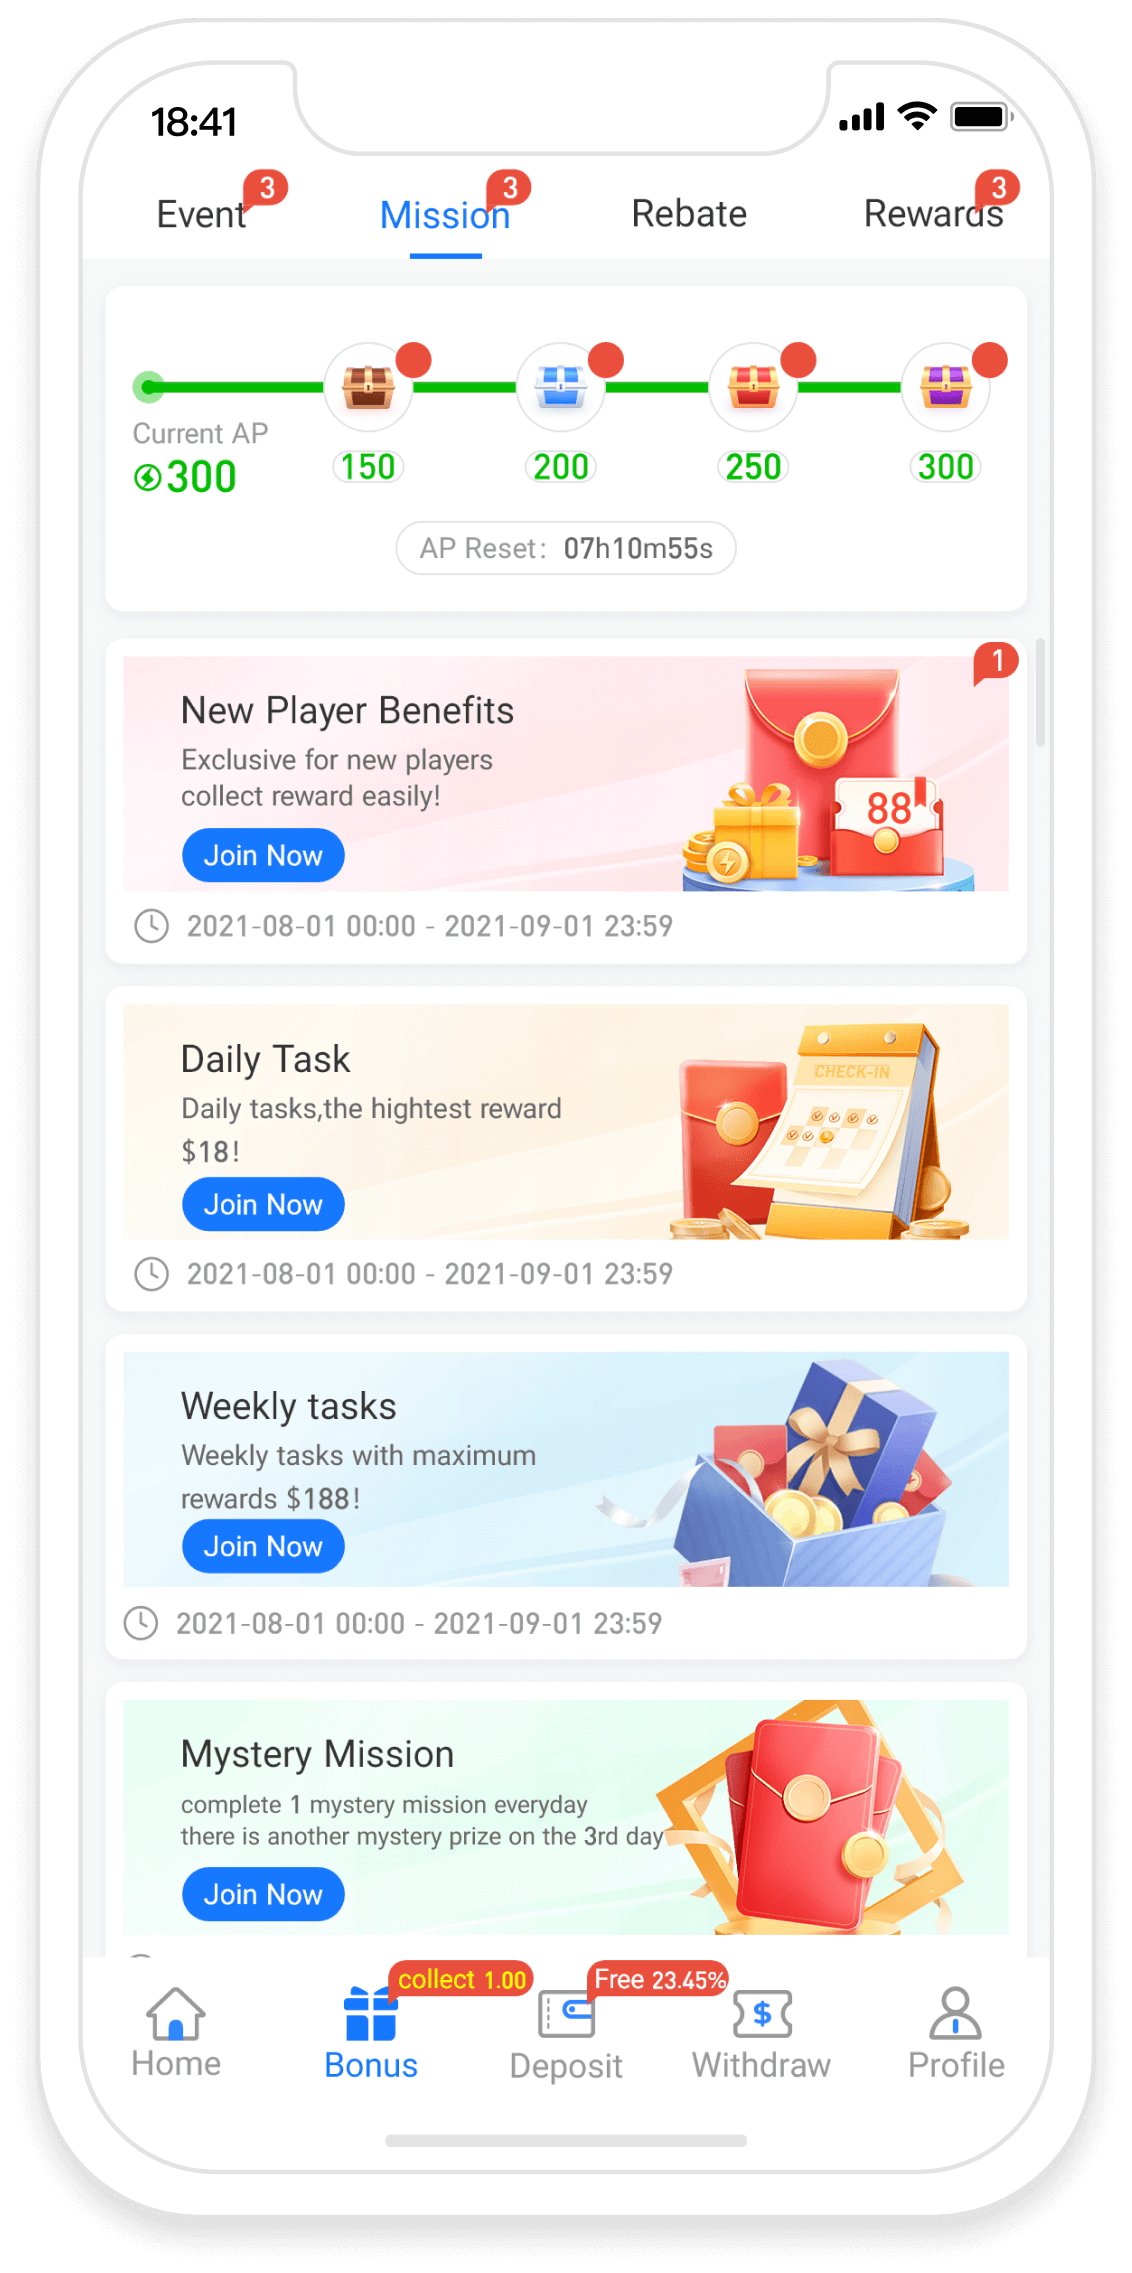 18:41
Event 3
Mission 3
Rebate
Rewards 3
Current AP
300
150
200
250
300
AP Reset: 07h10m55s
1
New Player Benefits
Exclusive for new players
collect reward easily!
88
Join Now
2021-08-01 00:00 - 2021-09-01 23:59
Daily Task
CHECK-IN
Daily tasks,the hightest reward
$18!
Join Now
2021-08-01 00:00 - 2021-09-01 23:59
Weekly tasks
Weekly tasks with maximum
rewards $188!
Join Now
2021-08-01 00:00 - 2021-09-01 23:59
Mystery Mission
complete 1 mystery mission everyday
there is another mystery prize on the 3rd day
Join Now
collect 1.00
Free 23.45%
$
Home
Bonus
Deposit
Withdraw
Profile